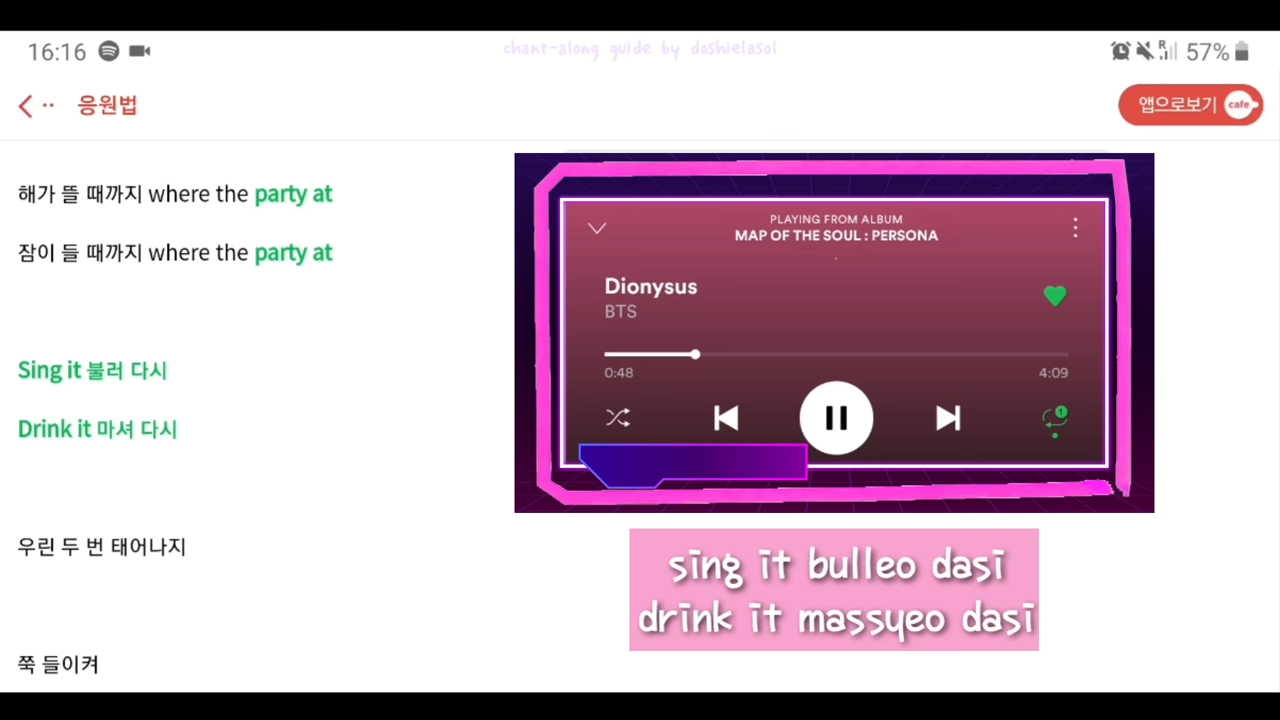 16:16
chant-along guide by doshielasol
R
57%
응원법
앱으로보기 cafe
해가 뜰 때까지 where the party at
잠이 들 때까지 where the party at
Sing it 불러 다시
Drink it 마셔 다시
우린 두 번 태어나지
쭉 들이켜
PLAYING FROM ALBUM
MAP OF THE SOUL : PERSONA
Dionysus
BTS
0:48
4:09
1
sing it bulleo dasi
drink it massyeo dasi